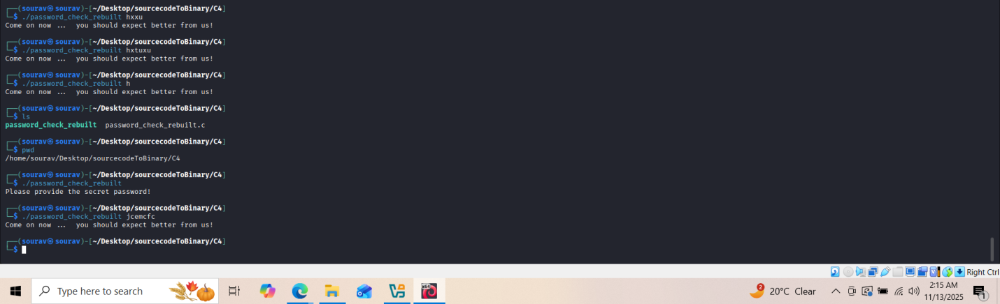 ┌──(sourav㉿sourav)-[~/Desktop/sourcecodeToBinary/C4]
└─$ ./password_check_rebuilt hxxu
Come on now ... you should expect better from us!
┌──(sourav㉿sourav)-[~/Desktop/sourcecodeToBinary/C4]
└─$ ./password_check_rebuilt hxtuxu
Come on now ... you should expect better from us!
┌──(sourav㉿sourav)-[~/Desktop/sourcecodeToBinary/C4]
└─$ ./password_check_rebuilt h
Come on now ... you should expect better from us!
┌──(sourav㉿sourav)-[~/Desktop/sourcecodeToBinary/C4]
└─$ ls
password_check_rebuilt password_check_rebuilt.c
┌──(sourav㉿sourav)-[~/Desktop/sourcecodeToBinary/C4]
└─$ pwd
/home/sourav/Desktop/sourcecodeToBinary/C4
┌──(sourav㉿sourav)-[~/Desktop/sourcecodeToBinary/C4]
└─$ ./password_check_rebuilt
Please provide the secret password!
┌──(sourav㉿sourav)-[~/Desktop/sourcecodeToBinary/C4]
└─$ ./password_check_rebuilt jcemcfc
Come on now ... you should expect better from us!
┌──(sourav㉿sourav)-[~/Desktop/sourcecodeToBinary/C4]
└─$
Right Ctrl
Type here to search
x64
2
20°C Clear
2:15 AM
11/13/2025
1